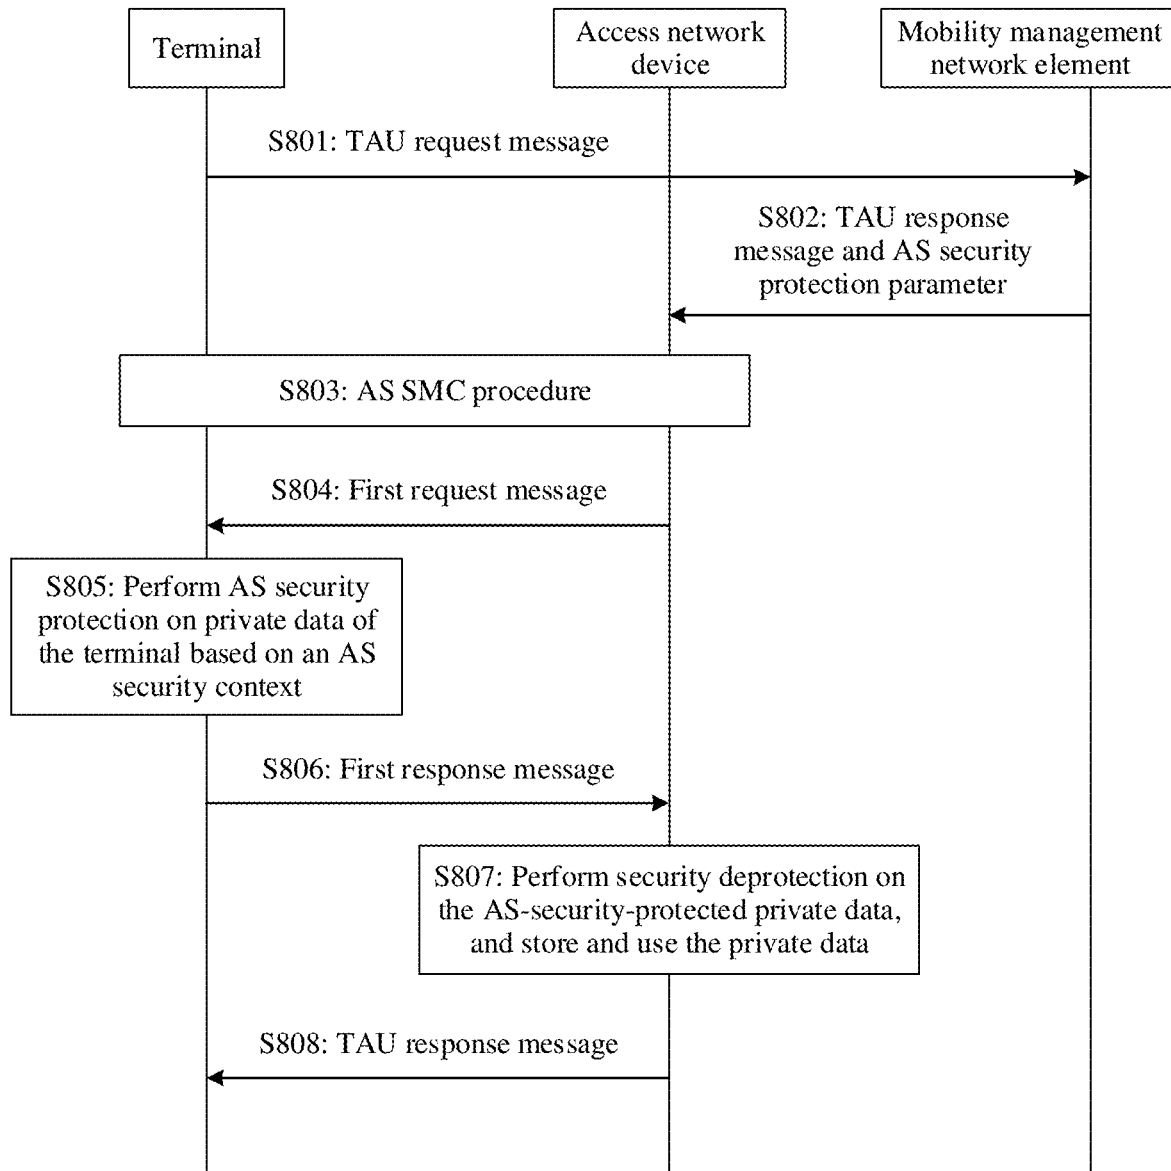 Terminal
Access network
device
Mobility management
network element
S801: TAU request message
S802: TAU response
message and AS security
protection parameter
S803: AS SMC procedure
S804: First request message
S805: Perform AS security
protection on private data of
the terminal based on an AS
security context
S806: First response message
S807: Perform security deprotection on
the AS-security-protected private data,
and store and use the private data
S808: TAU response message